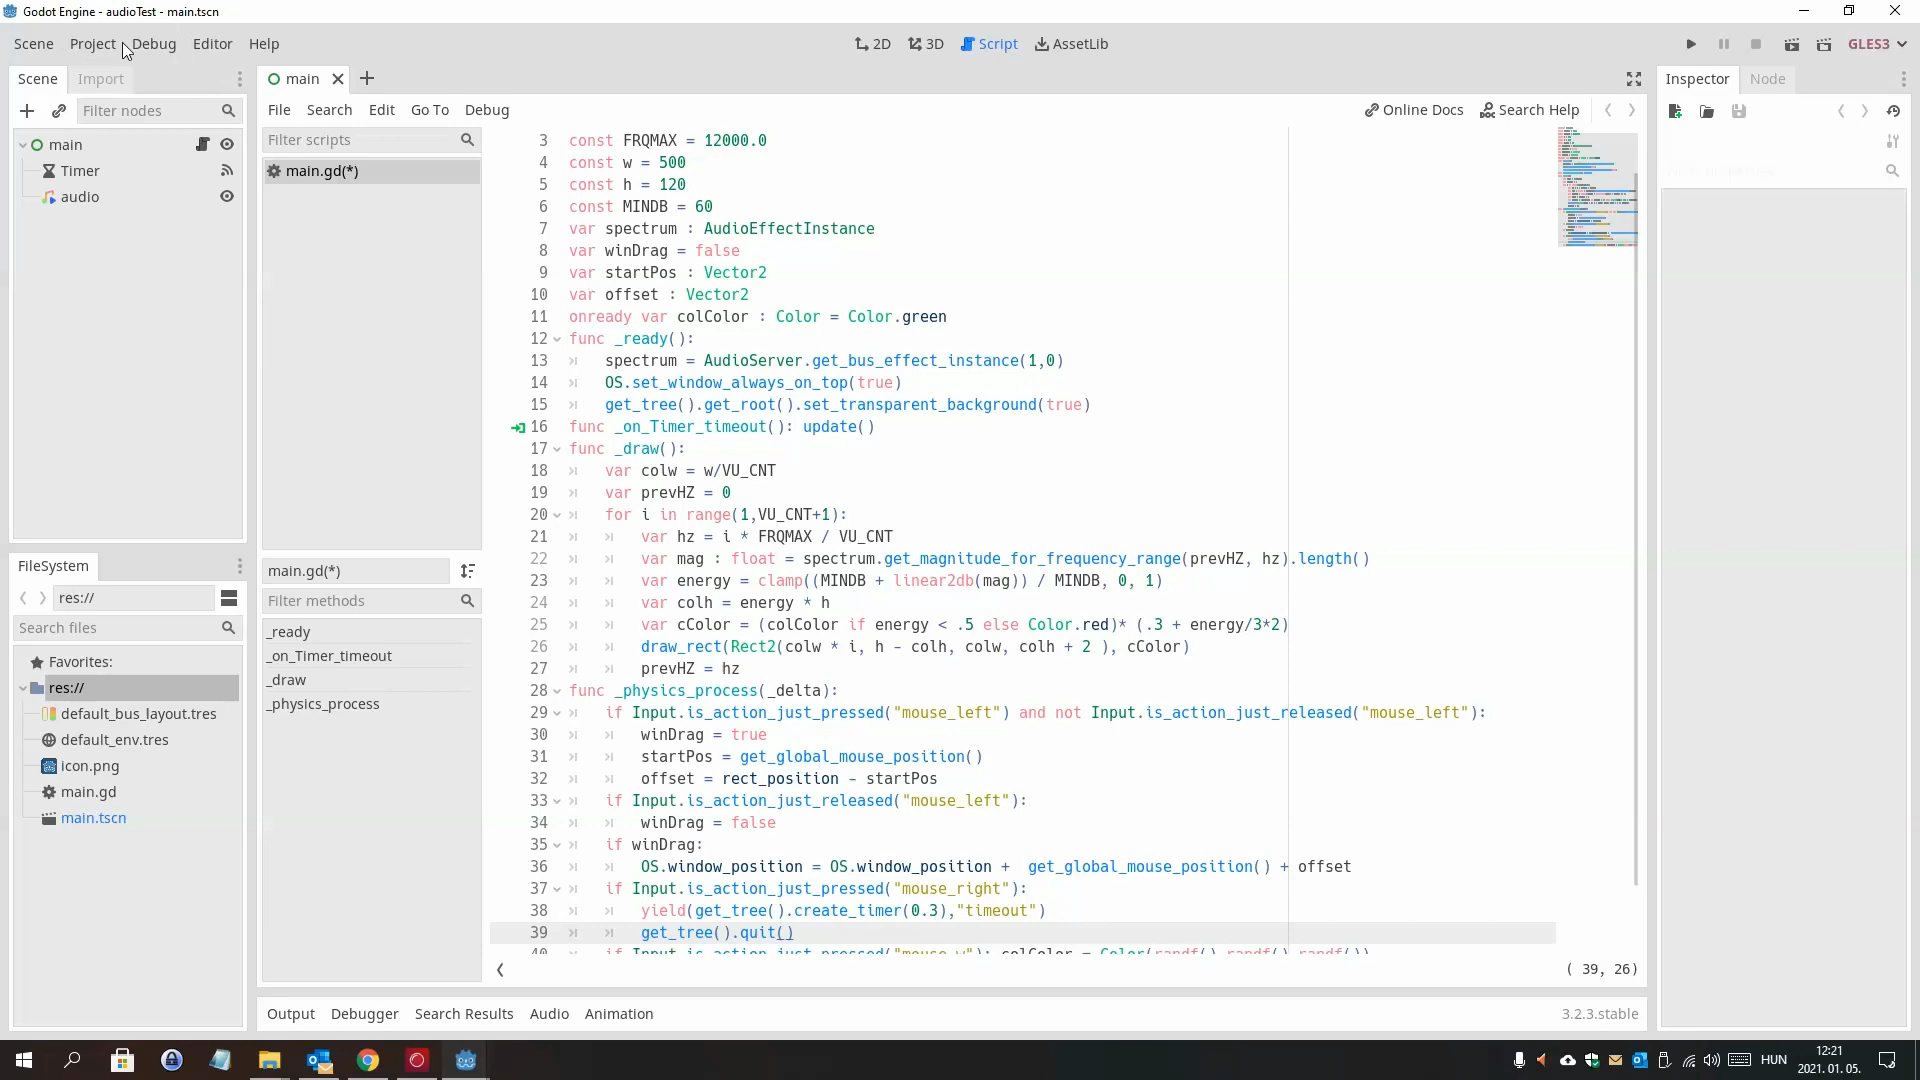 Godot Engine - audioTest - main.tscn
Scene Project Debug Editor Help
2D 3D Script AssetLib
GLES3
Scene Import
main
Inspector Node
Filter nodes
File Search Edit Go To Debug
Online Docs Search Help
main
Timer
audio
Filter scripts
main.gd(*)
3 const FRQMAX = 12000.0
4 const w = 500
5 const h = 120
6 const MINDB = 60
7 var spectrum : AudioEffectInstance
8 var winDrag = false
9 var startPos : Vector2
10 var offset : Vector2
11 onready var colColor : Color = Color.green
12 func _ready():
13 spectrum = AudioServer.get_bus_effect_instance(1,0)
14 OS.set_window_always_on_top(true)
15 get_tree().get_root().set_transparent_background(true)
16 func _on_Timer_timeout(): update()
17 func _draw():
18 var colw = w/VU_CNT
19 var prevHZ = 0
20 for i in range(1,VU_CNT+1):
21 var hz = i * FRQMAX / VU_CNT
22 var mag : float = spectrum.get_magnitude_for_frequency_range(prevHZ, hz).length()
23 var energy = clamp((MINDB + linear2db(mag)) / MINDB, 0, 1)
24 var colh = energy * h
25 var cColor = (colColor if energy < .5 else Color.red)* (.3 + energy/3*2)
26 draw_rect(Rect2(colw * i, h - colh, colw, colh + 2 ), cColor)
27 prevHZ = hz
28 func _physics_process(_delta):
29 if Input.is_action_just_pressed("mouse_left") and not Input.is_action_just_released("mouse_left"):
30 winDrag = true
31 startPos = get_global_mouse_position()
32 offset = rect_position - startPos
33 if Input.is_action_just_released("mouse_left"):
34 winDrag = false
35 if winDrag:
36 OS.window_position = OS.window_position +  get_global_mouse_position() + offset
37 if Input.is_action_just_pressed("mouse_right"):
38 yield(get_tree().create_timer(0.3),"timeout")
39 get_tree().quit()
40 if Input.is_action_just_pressed("mouse_w"): colColor = Color(randf(),randf(),randf())
( 39, 26)
main.gd(*)
Filter methods
_ready
_on_Timer_timeout
_draw
_physics_process
FileSystem
res://
Search files
Favorites:
res://
default_bus_layout.tres
default_env.tres
icon.png
main.gd
main.tscn
Output Debugger Search Results Audio Animation
3.2.3.stable
HUN
12:21
2021. 01. 05.